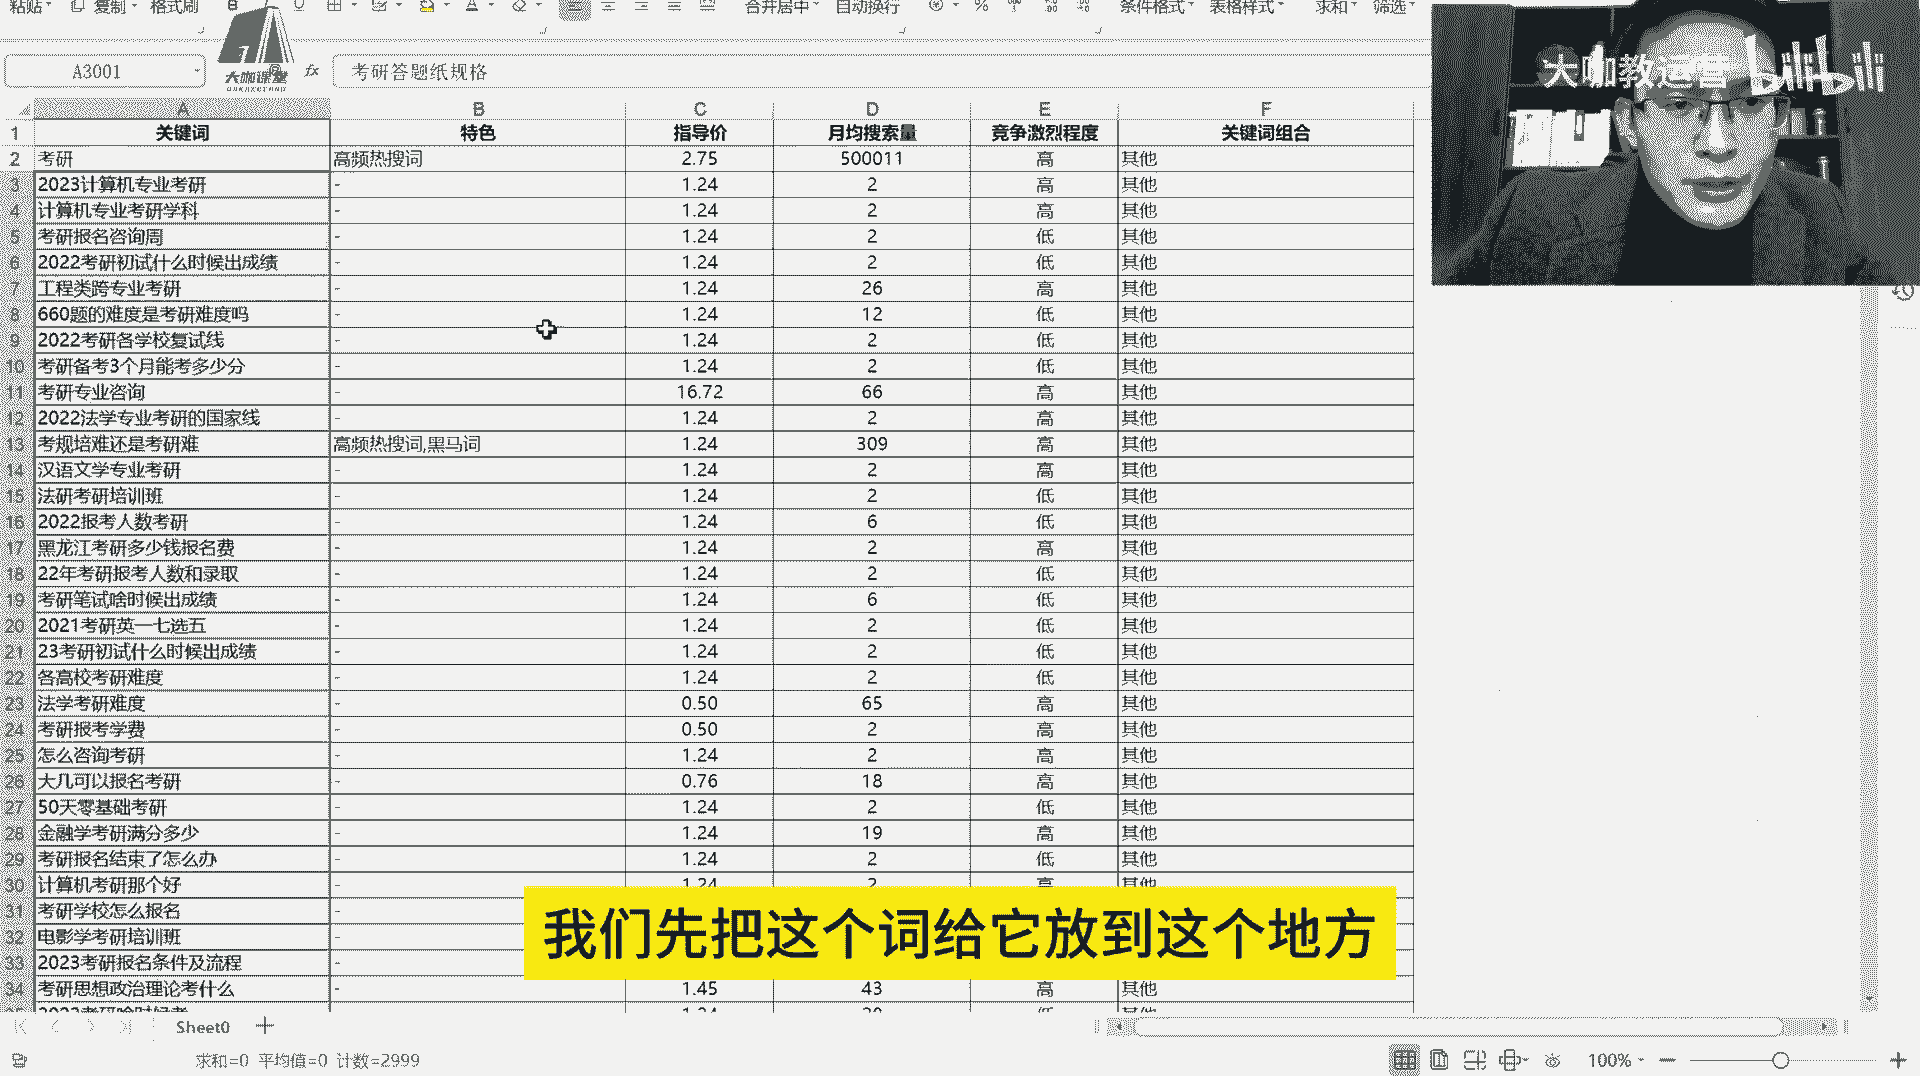 粘贴 复制 格式刷 B U A 合并居中 自动换行 % 条件格式 表格样式 求和 筛选
A3001 fx 考研答题纸规格
大咖课堂
DAKAKETANG
大咖教运营 bilibili
A B C D E F
1 关键词 特色 指导价 月均搜索量 竞争激烈程度 关键词组合
2 考研 高频热搜词 2.75 500011 高 其他
3 2023计算机专业考研 - 1.24 2 高 其他
4 计算机专业考研学科 - 1.24 2 高 其他
5 考研报名咨询周 - 1.24 2 低 其他
6 2022考研初试什么时候出成绩 - 1.24 2 低 其他
7 工程类跨专业考研 - 1.24 26 高 其他
8 660题的难度是考研难度吗 - 1.24 12 低 其他
9 2022考研各学校复试线 - 1.24 2 低 其他
10 考研备考3个月能考多少分 - 1.24 2 低 其他
11 考研专业咨询 - 16.72 66 高 其他
12 2022法学专业考研的国家线 - 1.24 2 高 其他
13 考规培难还是考研难 高频热搜词,黑马词 1.24 309 高 其他
14 汉语文学专业考研 - 1.24 2 高 其他
15 法研考研培训班 - 1.24 2 低 其他
16 2022报考人数考研 - 1.24 6 低 其他
17 黑龙江考研多少钱报名费 - 1.24 2 高 其他
18 22年考研报考人数和录取 - 1.24 2 低 其他
19 考研笔试啥时候出成绩 - 1.24 6 低 其他
20 2021考研英一七选五 - 1.24 2 低 其他
21 23考研初试什么时候出成绩 - 1.24 2 低 其他
22 各高校考研难度 - 1.24 2 低 其他
23 法学考研难度 - 0.50 65 高 其他
24 考研报考学费 - 0.50 2 高 其他
25 怎么咨询考研 - 1.24 2 高 其他
26 大几可以报名考研 - 0.76 18 高 其他
27 50天零基础考研 - 1.24 2 低 其他
28 金融学考研满分多少 - 1.24 19 高 其他
29 考研报名结束了怎么办 - 1.24 2 低 其他
30 计算机考研那个好 - 1.24 2 高 其他
31 考研学校怎么报名 -
32 电影学考研培训班 -
33 2023考研报名条件及流程 -
我们先把这个词给它放到这个地方
34 考研思想政治理论考什么 - 1.45 43 高 其他
Sheet0
求和=0 平均值=0 计数=2999 100%